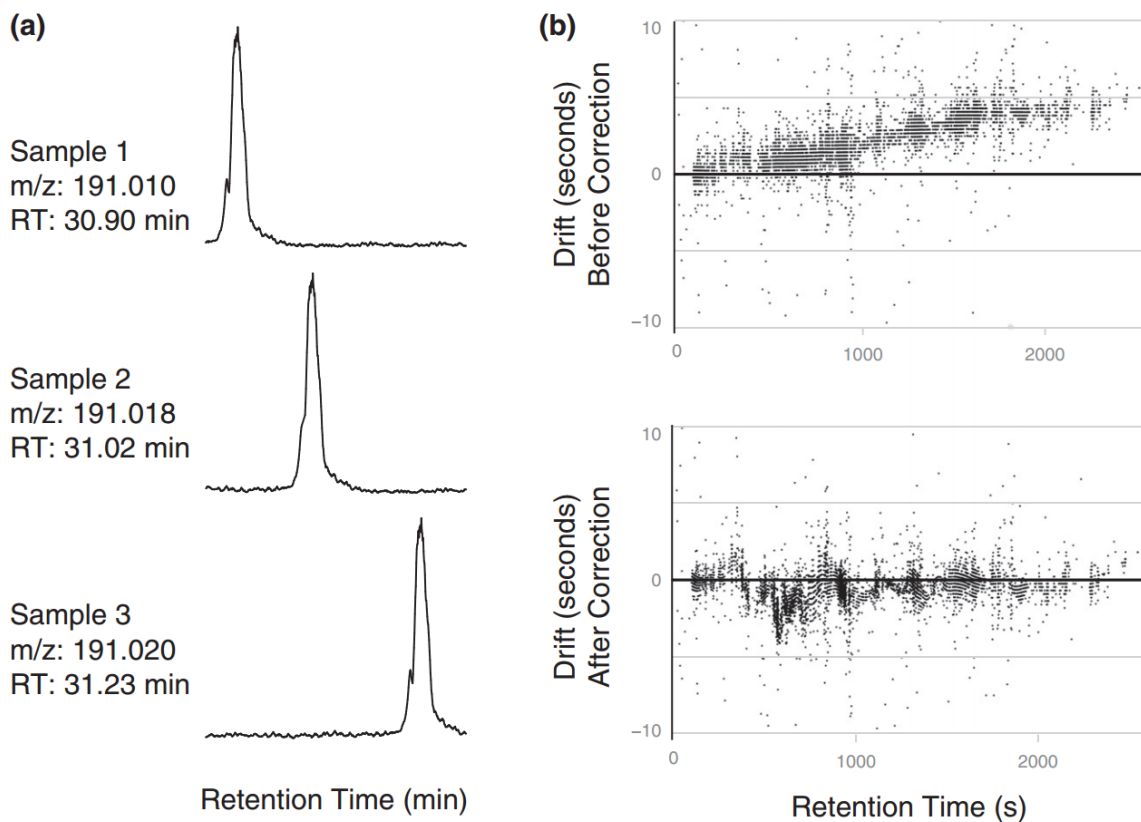 (a)
Sample 1
m/z: 191.010
RT: 30.90 min
Sample 2
m/z: 191.018
RT: 31.02 min
Sample 3
m/z: 191.020
RT: 31.23 min
Retention Time (min)
(b)
Drift (seconds)
Before Correction
10
0
−10
0
1000
2000
Drift (seconds)
After Correction
10
0
−10
0
1000
2000
Retention Time (s)